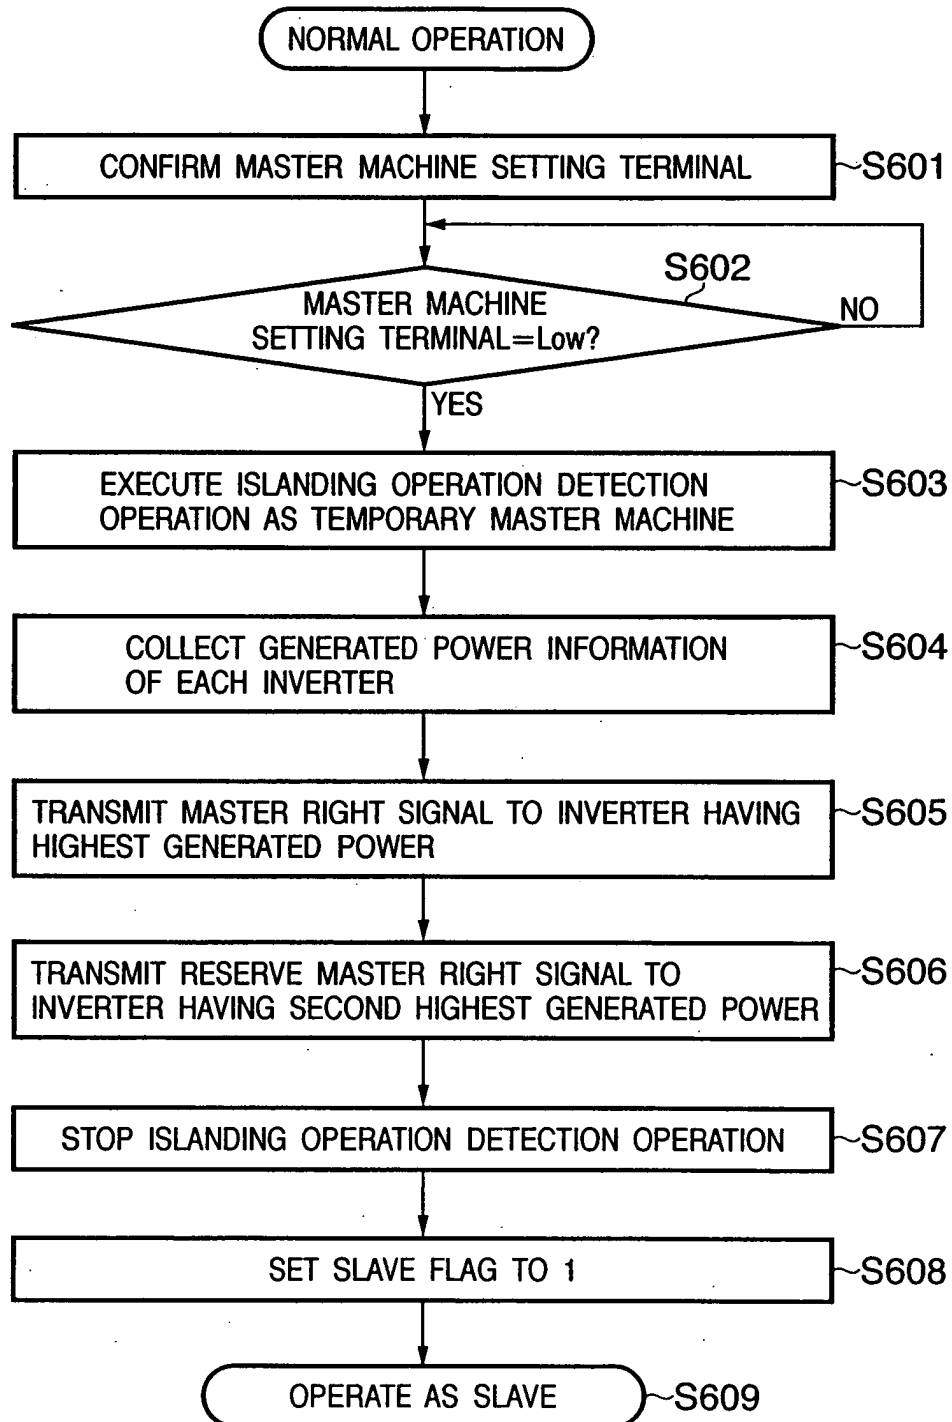 NORMAL OPERATION
CONFIRM MASTER MACHINE SETTING TERMINAL
S601
S602
MASTER MACHINE
SETTING TERMINAL=Low?
NO
YES
EXECUTE ISLANDING OPERATION DETECTION
OPERATION AS TEMPORARY MASTER MACHINE
S603
COLLECT GENERATED POWER INFORMATION
OF EACH INVERTER
S604
TRANSMIT MASTER RIGHT SIGNAL TO INVERTER HAVING
HIGHEST GENERATED POWER
S605
TRANSMIT RESERVE MASTER RIGHT SIGNAL TO
INVERTER HAVING SECOND HIGHEST GENERATED POWER
S606
STOP ISLANDING OPERATION DETECTION OPERATION
S607
SET SLAVE FLAG TO 1
S608
OPERATE AS SLAVE
S609